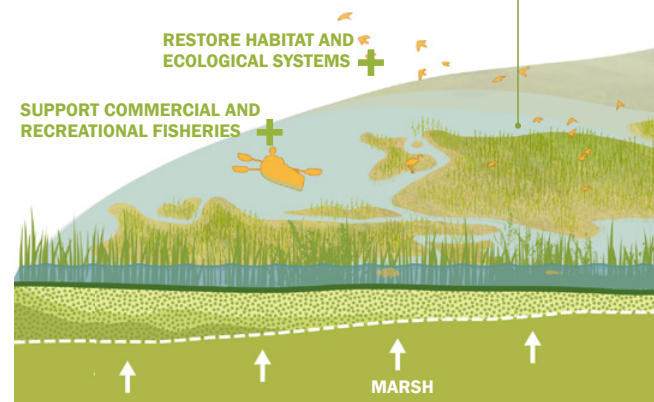 RESTORE HABITAT AND
ECOLOGICAL SYSTEMS
SUPPORT COMMERCIAL AND
RECREATIONAL FISHERIES
MARSH